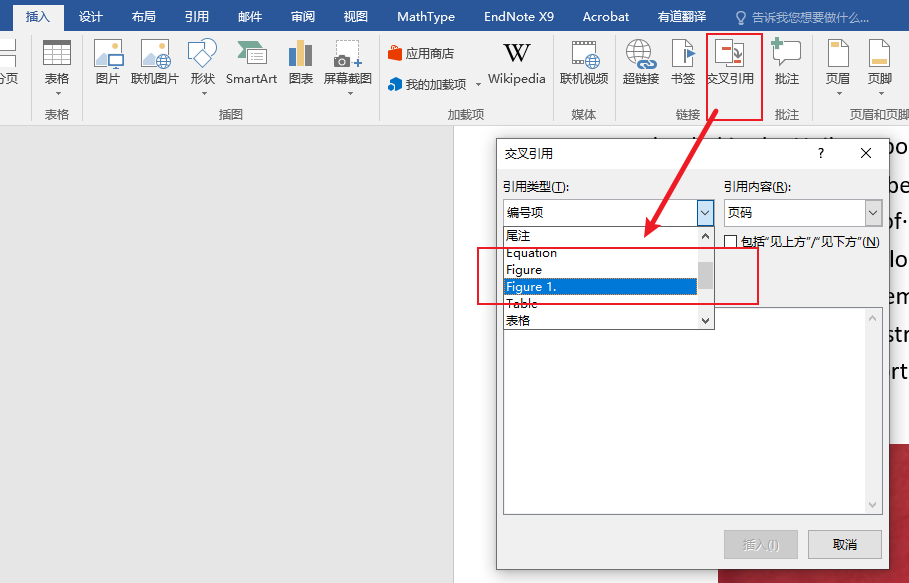 插入 设计 布局 引用 邮件 审阅 视图 MathType EndNote X9 Acrobat 有道翻译 告诉我您想要做什么...
分页 表格 图片 联机图片 形状 SmartArt 图表 屏幕截图 应用商店 我的加载项 Wikipedia 联机视频 超链接 书签 交叉引用 批注 页眉 页脚
表格 插图 加载项 媒体 链接 批注 页眉和页脚
交叉引用 ?
引用类型(T): 引用内容(R):
编号项 页码
尾注 包括“见上方”/“见下方”(N)
Equation
Figure
Figure 1.
Table
表格
插入(I) 取消